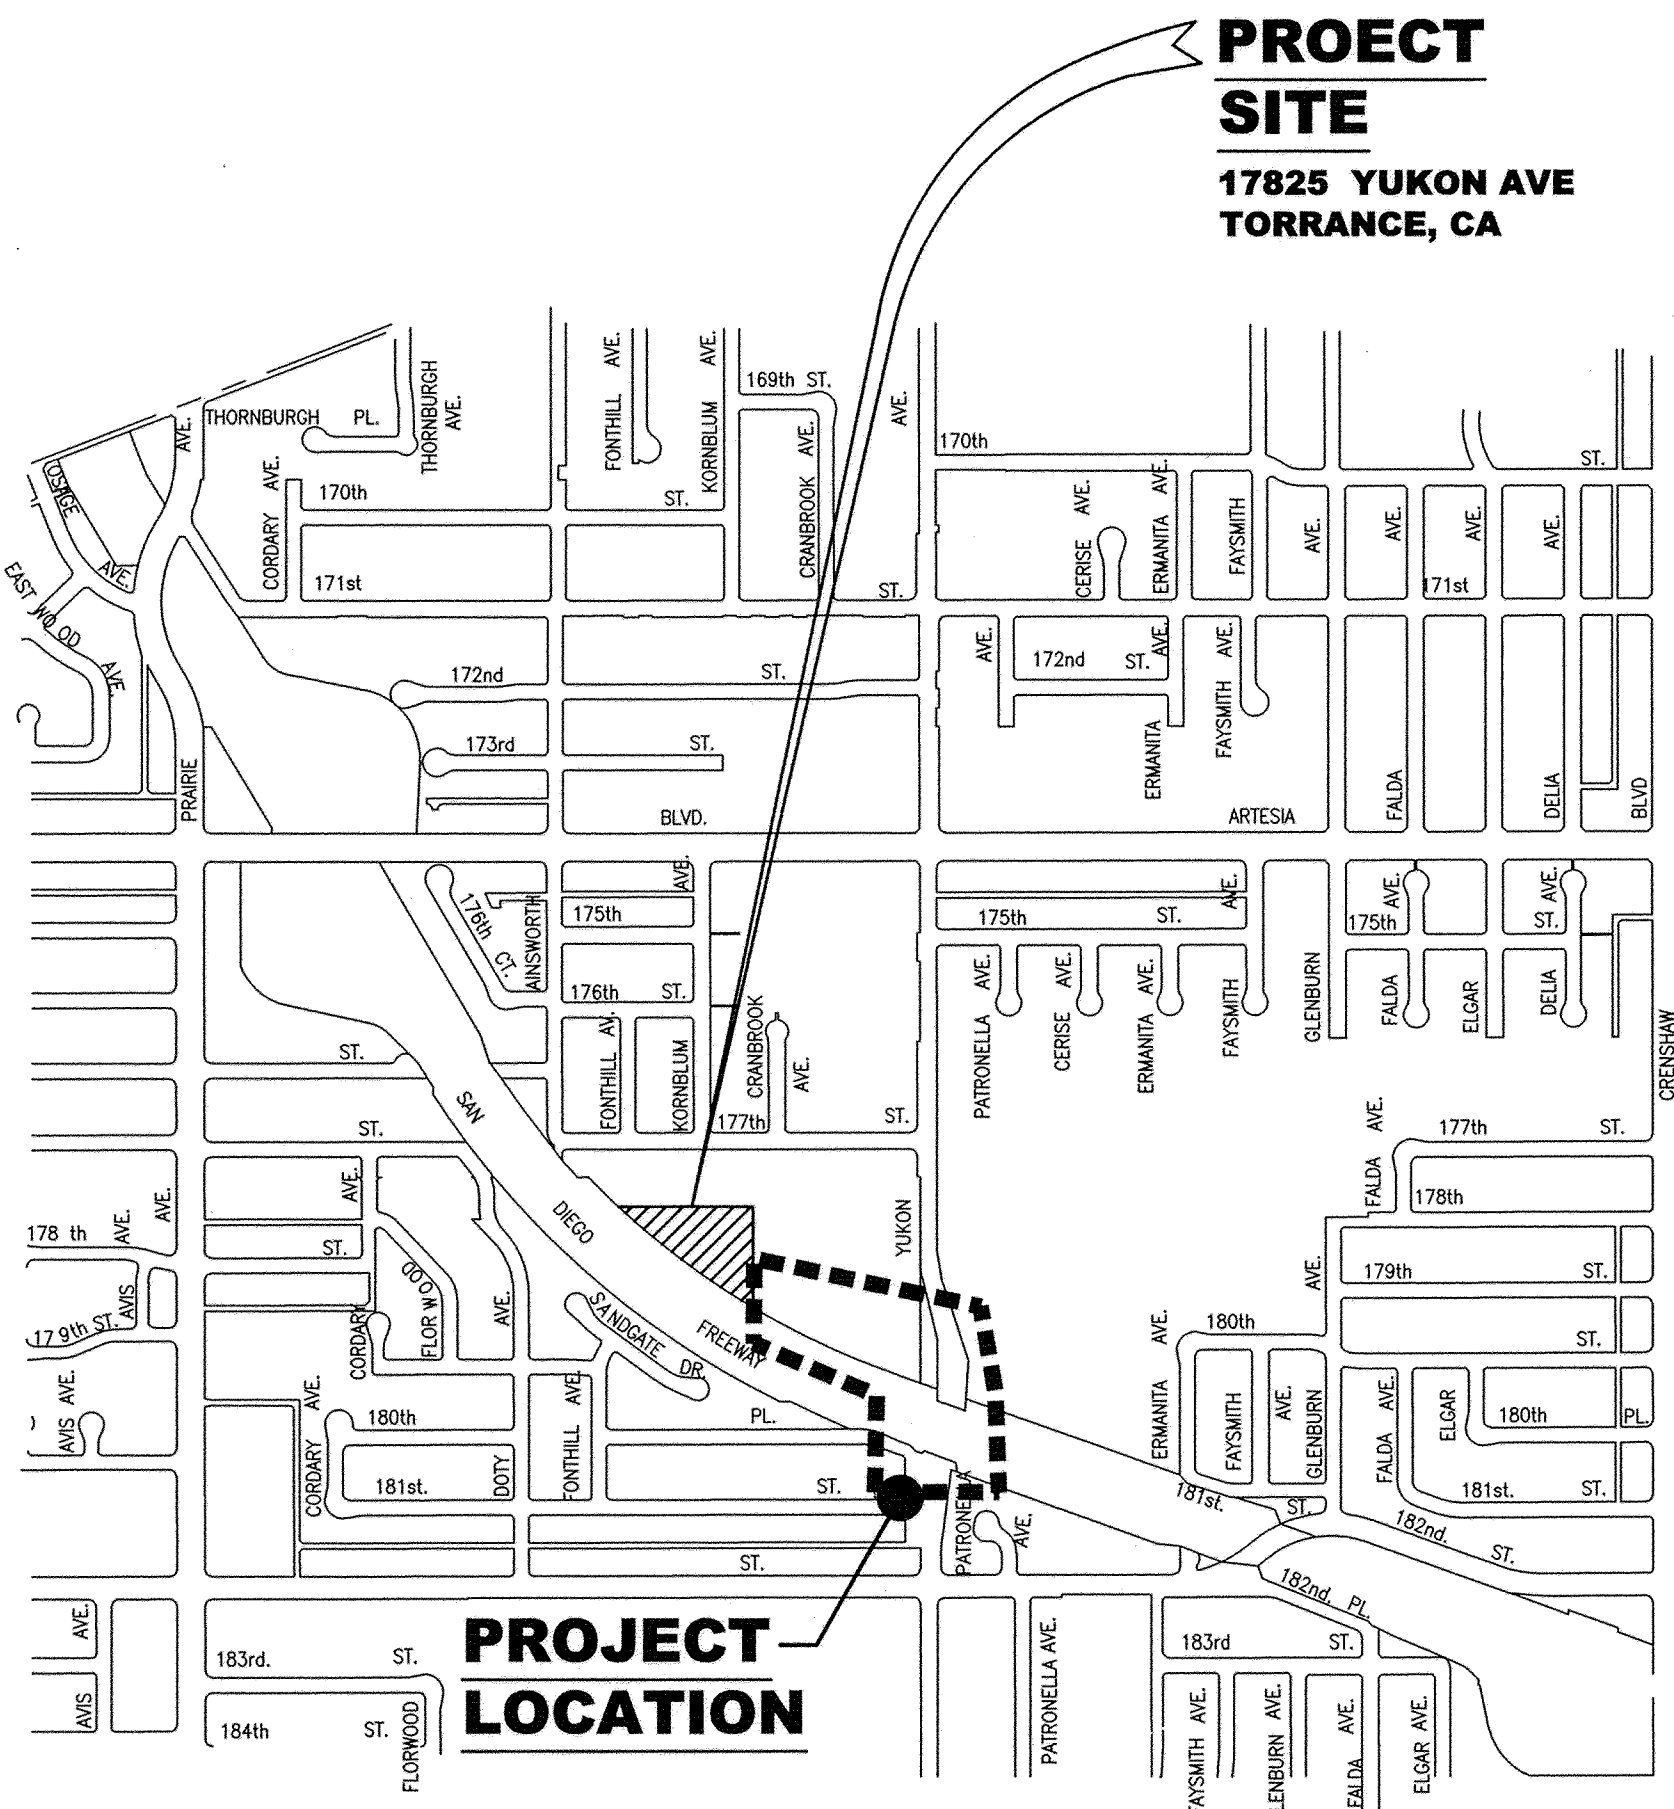 PROECT
SITE
17825 YUKON AVE
TORRANCE, CA
THORNBURGH PL.
AVE.
THORNBURGH
AVE.
FONTHILL AVE.
KORNBLUM AVE.
169th ST.
CRANBROOK AVE.
AVE.
170th
ST.
OSAGE
AVE.
EAST WOOD
AVE.
CORDARY AVE.
170th
ST.
171st
ST.
CERISE AVE.
ERMANITA AVE.
FAYSMITH
AVE.
AVE.
AVE.
AVE.
171st
172nd
ST.
AVE.
172nd ST.
AVE.
ERMANITA
FAYSMITH AVE.
173rd
ST.
PRAIRIE
BLVD.
ARTESIA
FALDA
DELIA
BLVD
176th CT.
AINSWORTH
175th
AVE.
176th ST.
175th
ST.
AVE.
175th
AVE.
ST.
AVE.
FONTHILL AV.
KORNBLUM
CRANBROOK
AVE.
PATRONELLA AVE.
CERISE AVE.
ERMANITA AVE.
FAYSMITH
GLENBURN
FALDA
ELGAR
DELIA
CRENSHAW
ST.
SAN
ST.
177th
ST.
FALDA AVE.
177th
ST.
178th
AVE.
178 th
AVE.
AVE.
DIEGO
YUKON
ST.
FLOR WOOD
AVE.
AVIS
179th ST.
CORDARY
SANDGATE DR.
FREEWAY
AVE.
179th
ST.
ERMANITA AVE.
180th
ST.
AVIS AVE.
CORDARY AVE.
180th
PL.
FONTHILL AVE.
DOTY
181st.
ST.
FAYSMITH
AVE.
GLENBURN
FALDA AVE.
ELGAR
180th
PL.
181st.
ST.
181st.
ST.
182nd.
ST.
PATRONELLA
AVE.
ST.
182nd. PL.
PROJECT
LOCATION
AVE.
AVIS
183rd.
ST.
184th
ST.
FLORWOOD
PATRONELLA AVE.
183rd
ST.
FAYSMITH AVE.
GLENBURN AVE.
FALDA AVE.
ELGAR AVE.